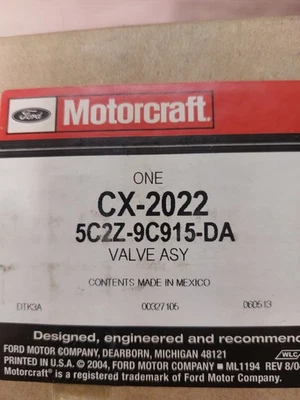 Ford Motorcraft®
ONE
CX-2022
5C2Z-9C915-DA
VALVE ASY
CONTENTS MADE IN MEXICO
DTK3A 00327105 060513
Designed, engineered and recommen
FORD MOTOR COMPANY, DEARBORN, MICHIGAN 48121
PRINTED IN U.S.A. © 2004, FORD MOTOR COMPANY ML1194 REV 8/04
WLC
Motorcraft® is a registered trademark of Ford Motor Company.